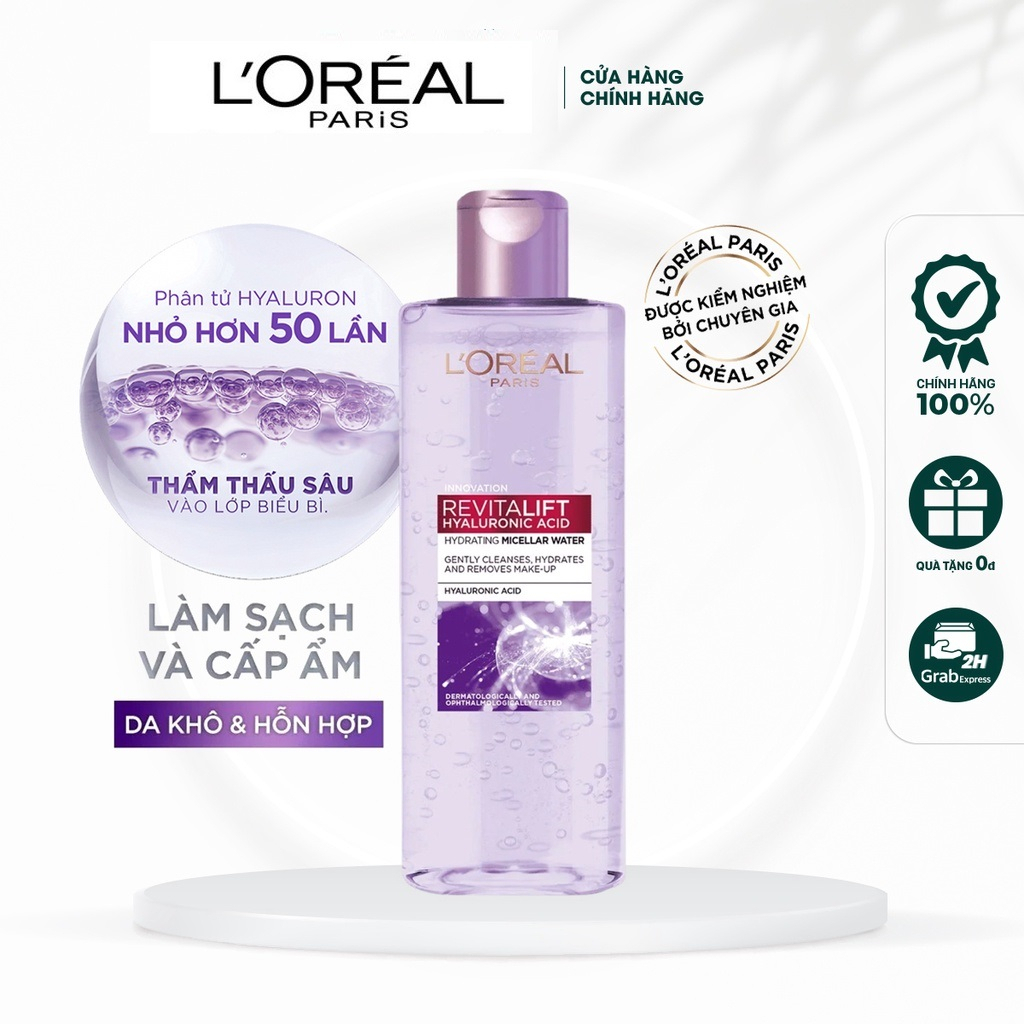 L'ORÉAL
PARiS
CỬA HÀNG
CHÍNH HÃNG
Phân tử HYALURON
NHỎ HƠN 50 LẦN
THẨM THẤU SÂU
VÀO LỚP BIỂU BÌ.
LÀM SẠCH
VÀ CẤP ẨM
DA KHÔ & HỖN HỢP
L'ORÉAL
PARIS
INNOVATION
REVITALIFT
HYALURONIC ACID
HYDRATING MICELLAR WATER
GENTLY CLEANSES, HYDRATES
AND REMOVES MAKE-UP
HYALURONIC ACID
DERMATOLOGICALLY AND
OPHTHALMOLOGICALLY TESTED
L'ORÉAL PARIS
ĐƯỢC KIỂM NGHIỆM
BỞI CHUYÊN GIA
L'ORÉAL PARIS
CHÍNH HÃNG
100%
QUÀ TẶNG 0đ
2H
Grab Express